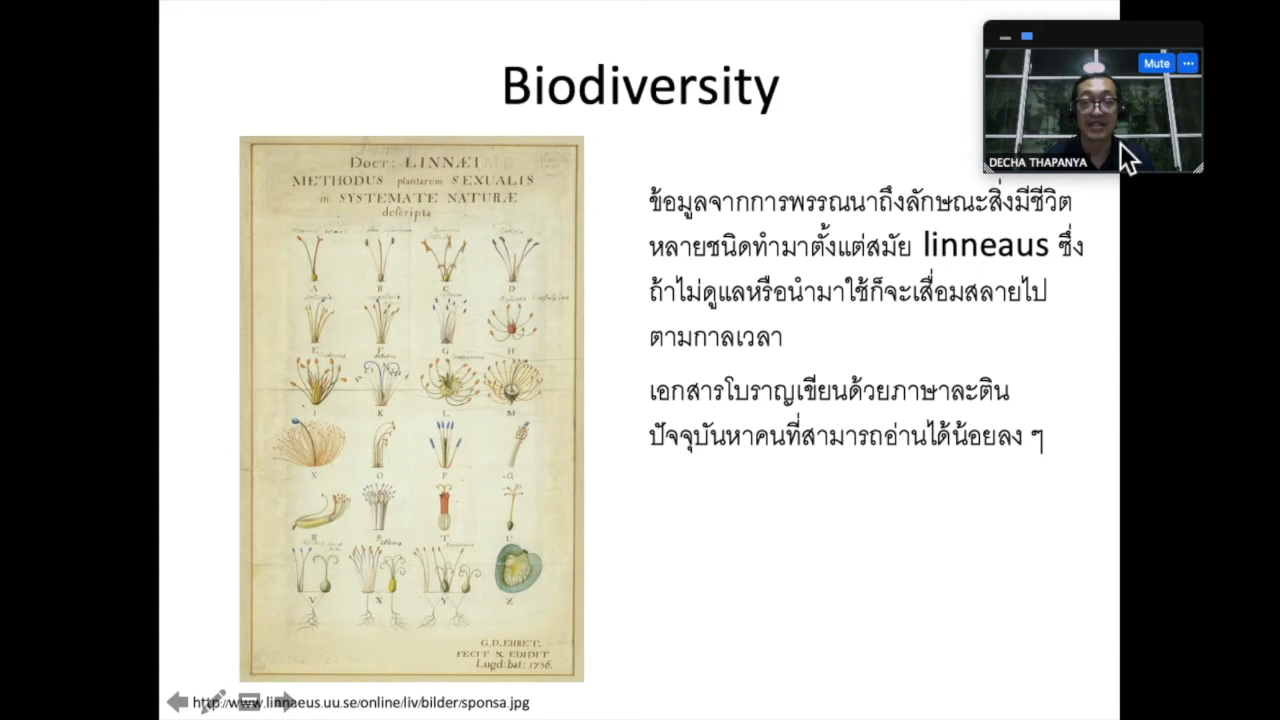 Biodiversity
Mute
DECHA THAPANYA
Doct: LINNÆI
METHODUS plantarum SEXUALIS
in SYSTEMATE NATURÆ
descripta
A B C D
E F G H
I K L M
N O P Q
R S T U
V X Y Z
G.D. EHRET.
FECIT & EDIDIT
Lugd: bat: 1736.
ข้อมูลจากการพรรณนาถึงลักษณะสิ่งมีชีวิต
หลายชนิดทำมาตั้งแต่สมัย linneaus ซึ่ง
ถ้าไม่ดูแลหรือนำมาใช้ก็จะเสื่อมสลายไป
ตามกาลเวลา
เอกสารโบราญเขียนด้วยภาษาละติน
ปัจจุบันหาคนที่สามารถอ่านได้น้อยลง ๆ
http://www.linnaeus.uu.se/online/liv/bilder/sponsa.jpg